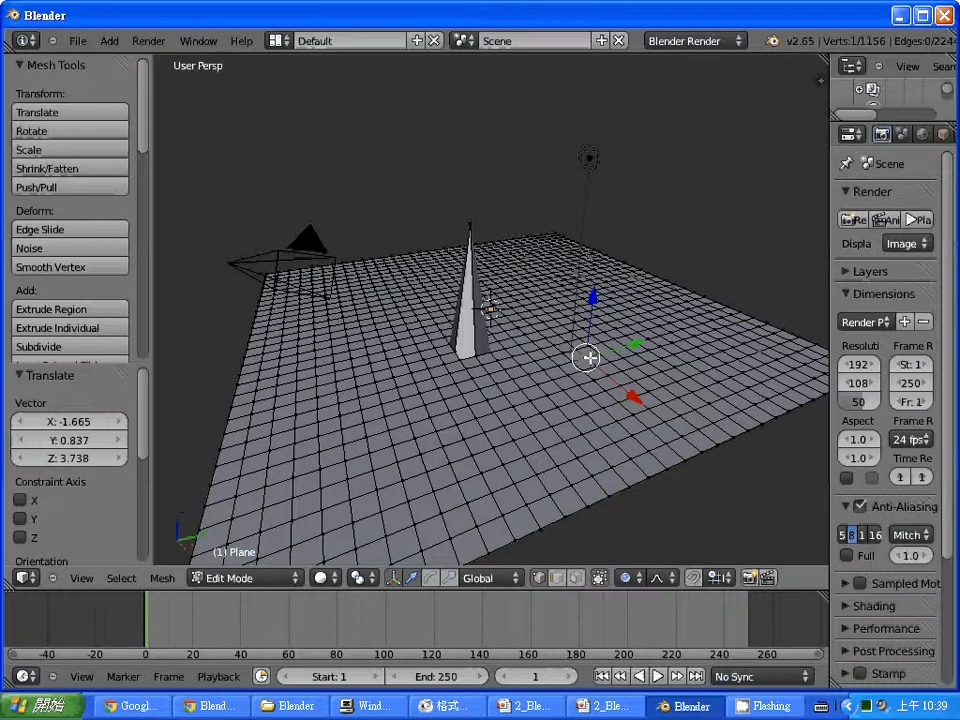 Blender
File Add Render Window Help Default Scene Blender Render v2.65 | Verts:1/1156 | Edges:0/224
Mesh Tools
Transform:
Translate
Rotate
Scale
Shrink/Fatten
Push/Pull
Deform:
Edge Slide
Noise
Smooth Vertex
Add:
Extrude Region
Extrude Individual
Subdivide
Translate
Vector
X: -1.665
Y: 0.837
Z: 3.738
Constraint Axis
X
Y
Z
Orientation
User Persp
(1) Plane
View Sear
Scene
Render
Re Ani Pla
Displa Image
Layers
Dimensions
Render P
Resoluti Frame R
192 St: 1
108 250
50 Fr: 1
Aspect Frame R
1.0 24 fps
1.0 Time Re
1 1
Anti-Aliasing
5 8 1 16 Mitch
Full 1.0
Sampled Mot
Shading
Performance
Post Processing
Stamp
View Select Mesh Edit Mode Global
-40 -20 0 20 40 60 80 100 120 140 160 180 200 220 240 260
View Marker Frame Playback Start: 1 End: 250 1 No Sync
開始 Googl... Blend... Blender Wind... 格式... 2_Ble... 2_Ble... Blender Flashing 上午 10:39